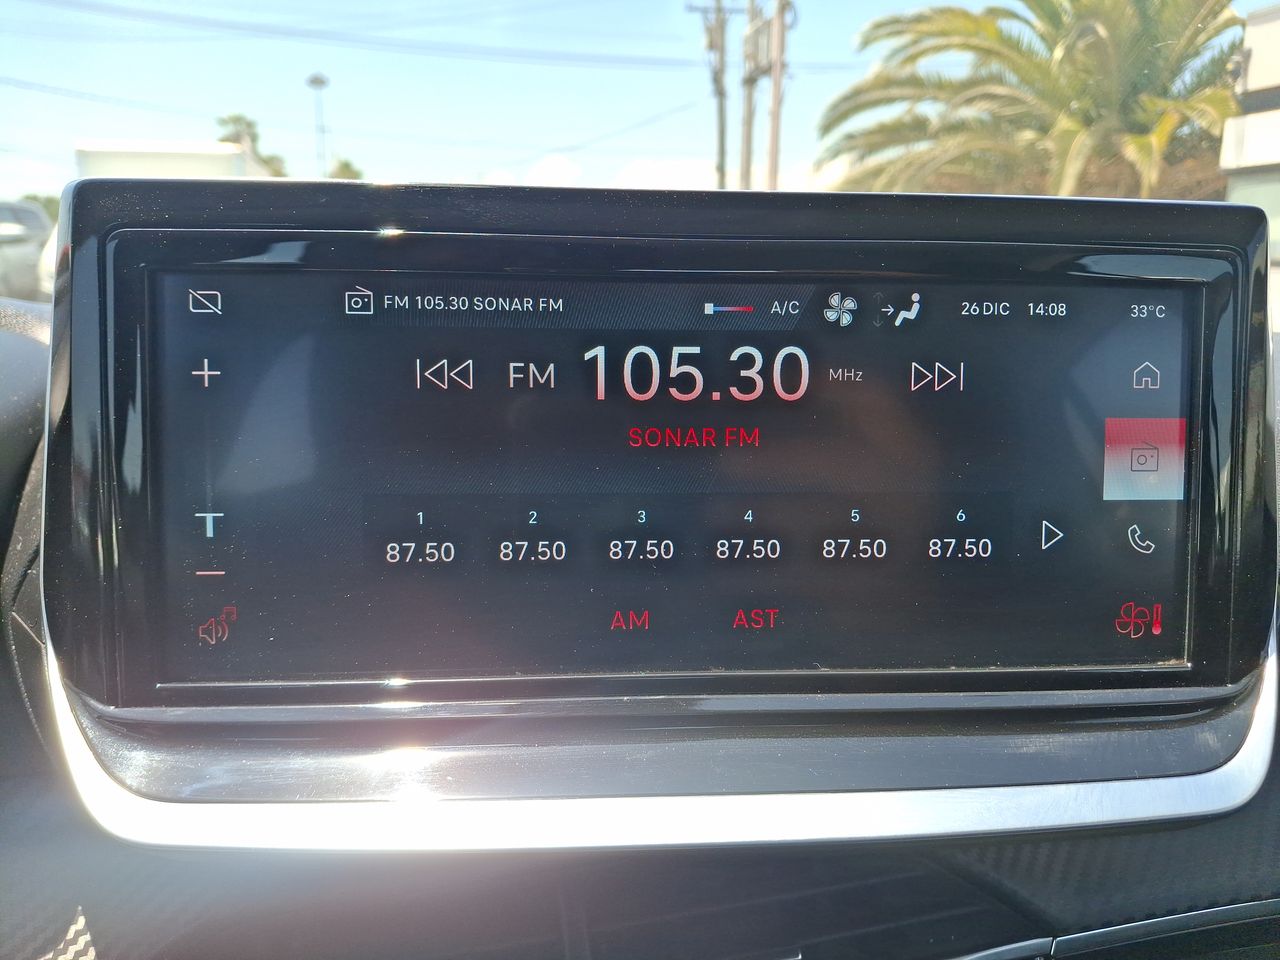 FM 105.30 SONAR FM A/C 26 DIC 14:08 33°C
FM 105.30 MHz
SONAR FM
1 2 3 4 5 6
87.50 87.50 87.50 87.50 87.50 87.50
AM AST